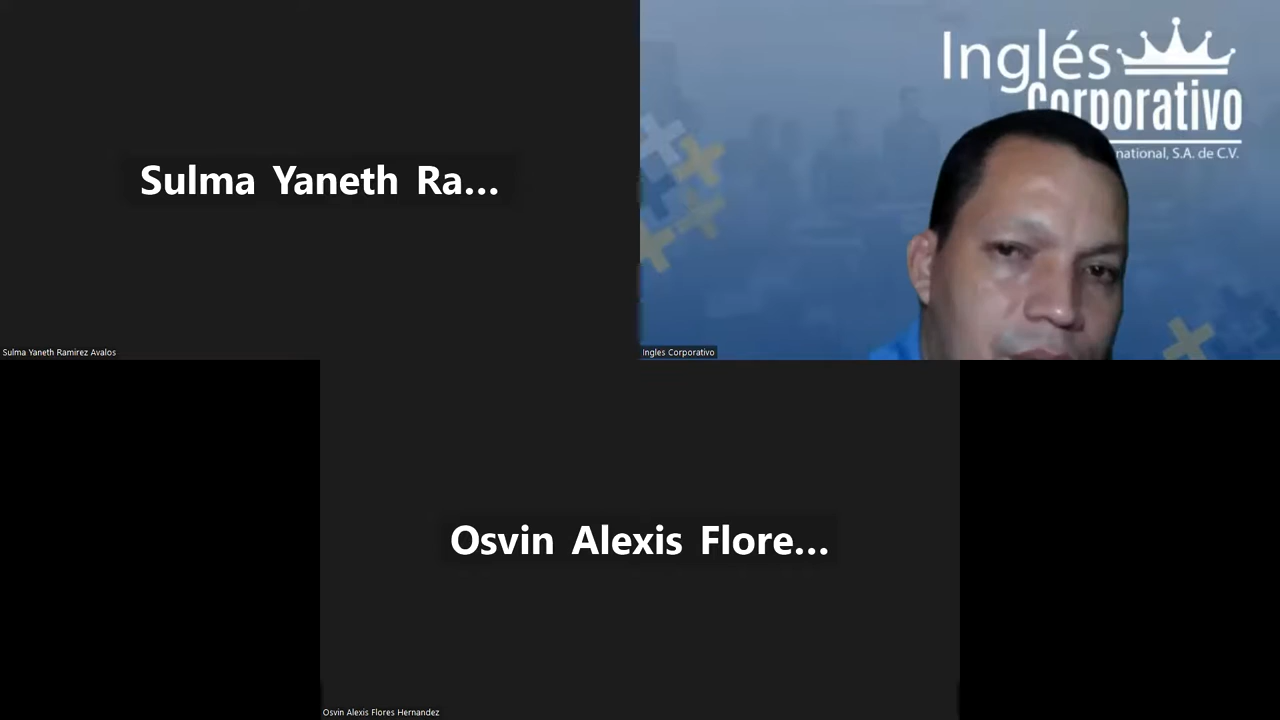 Sulma Yaneth Ra...
Inglés
Corporativo
national, S.A. de C.V.
Sulma Yaneth Ramirez Avalos
Ingles Corporativo
Osvin Alexis Flore...
Osvin Alexis Flores Hernandez